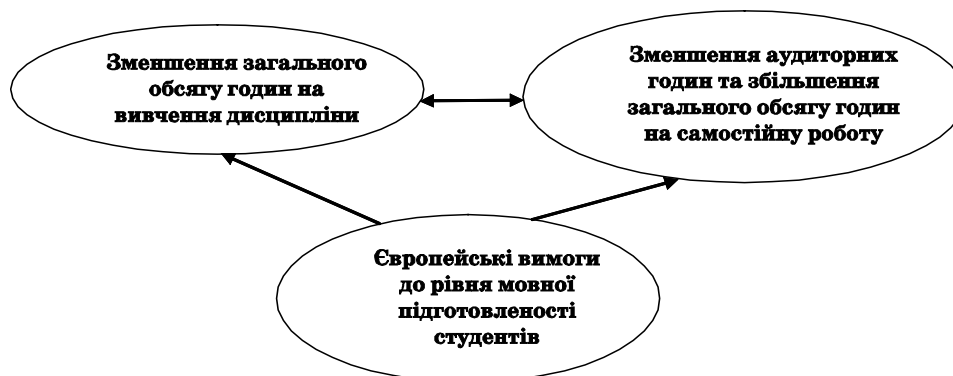 Зменшення загального
обсягу годин на
вивчення дисципліни
Зменшення аудиторних
годин та збільшення
загального обсягу годин
на самостійну роботу
Європейські вимоги
до рівня мовної
підготовленості
студентів